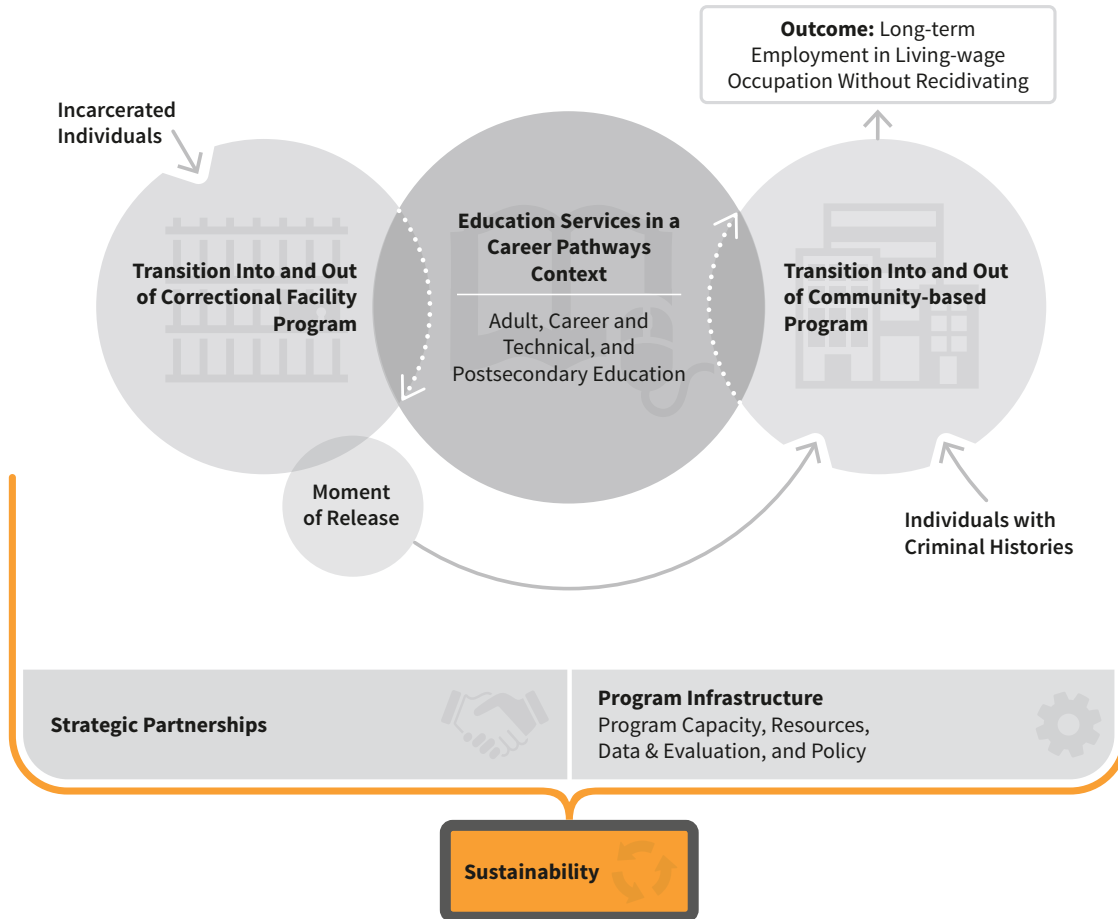 Outcome: Long-term
Employment in Living-wage
Occupation Without Recidivating
Incarcerated
Individuals
Education Services in a
Career Pathways
Context
Adult, Career and
Technical, and
Postsecondary Education
Transition Into and Out
of Correctional Facility
Program
Transition Into and Out
of Community-based
Program
Moment
of Release
Individuals with
Criminal Histories
Strategic Partnerships
Program Infrastructure
Program Capacity, Resources,
Data & Evaluation, and Policy
Sustainability